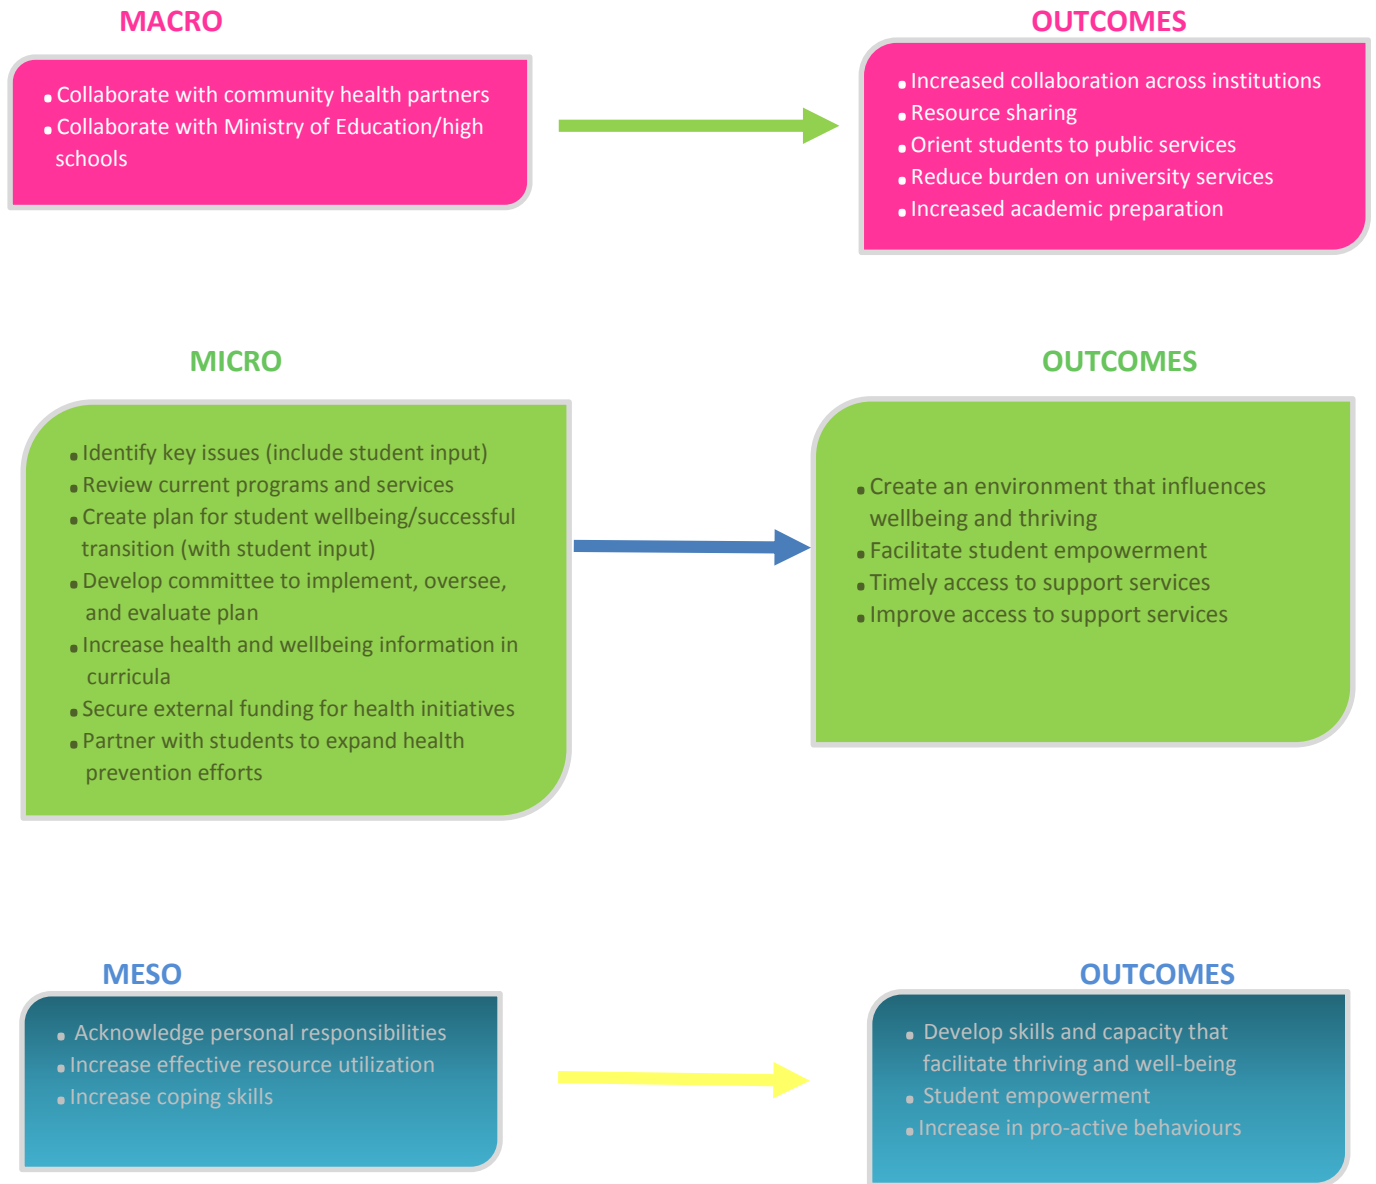 MACRO
• Collaborate with community health partners
• Collaborate with Ministry of Education/high
schools
OUTCOMES
• Increased collaboration across institutions
• Resource sharing
• Orient students to public services
• Reduce burden on university services
• Increased academic preparation
MICRO
• Identify key issues (include student input)
• Review current programs and services
• Create plan for student wellbeing/successful
transition (with student input)
• Develop committee to implement, oversee,
and evaluate plan
• Increase health and wellbeing information in
curricula
• Secure external funding for health initiatives
• Partner with students to expand health
prevention efforts
OUTCOMES
• Create an environment that influences
wellbeing and thriving
• Facilitate student empowerment
• Timely access to support services
• Improve access to support services
MESO
• Acknowledge personal responsibilities
• Increase effective resource utilization
• Increase coping skills
OUTCOMES
• Develop skills and capacity that
facilitate thriving and well-being
• Student empowerment
• Increase in pro-active behaviours